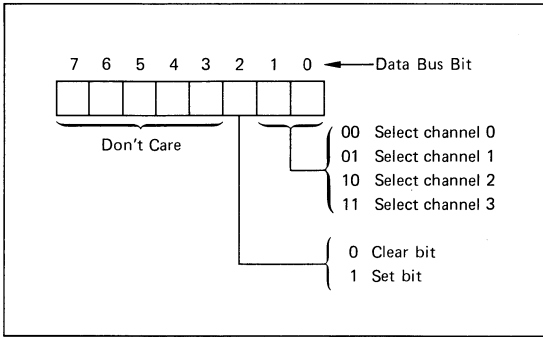 7 6 5 4 3 2 1 0 Data Bus Bit
Don't Care
00 Select channel 0
01 Select channel 1
10 Select channel 2
11 Select channel 3
0 Clear bit
1 Set bit